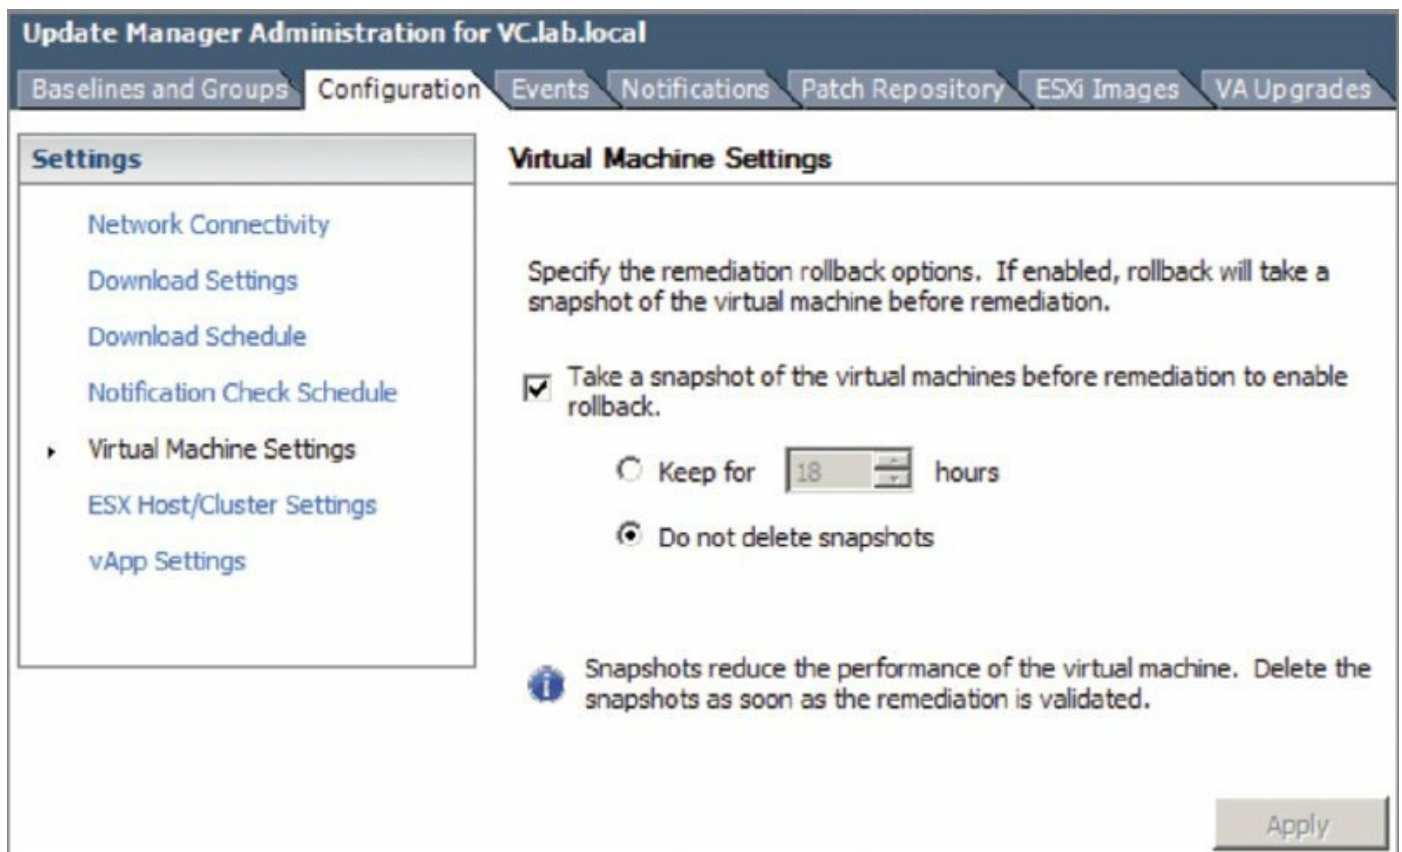 Update Manager Administration for VC.lab.local
Baselines and Groups Configuration Events Notifications Patch Repository ESXi Images VA Upgrades
Settings
Network Connectivity
Download Settings
Download Schedule
Notification Check Schedule
Virtual Machine Settings
ESX Host/Cluster Settings
vApp Settings
Virtual Machine Settings
Specify the remediation rollback options. If enabled, rollback will take a
snapshot of the virtual machine before remediation.
Take a snapshot of the virtual machines before remediation to enable
rollback.
Keep for 18 hours
Do not delete snapshots
Snapshots reduce the performance of the virtual machine. Delete the
snapshots as soon as the remediation is validated.
Apply